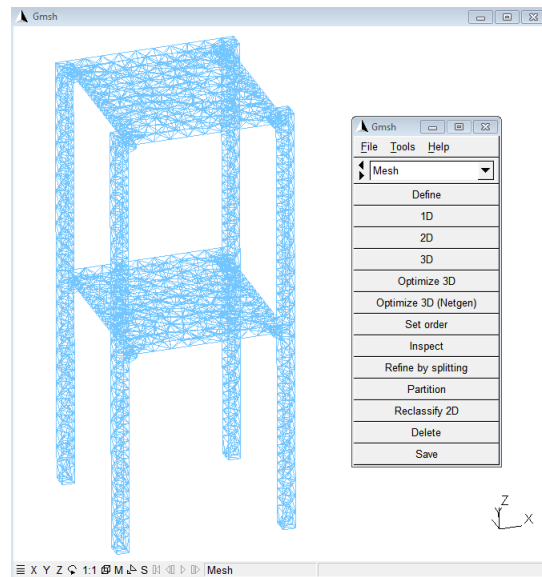 Gmsh
Gmsh
File Tools Help
Mesh
Define
1D
2D
3D
Optimize 3D
Optimize 3D (Netgen)
Set order
Inspect
Refine by splitting
Partition
Reclassify 2D
Delete
Save
Z
Y
X
X Y Z 1:1 M S Mesh